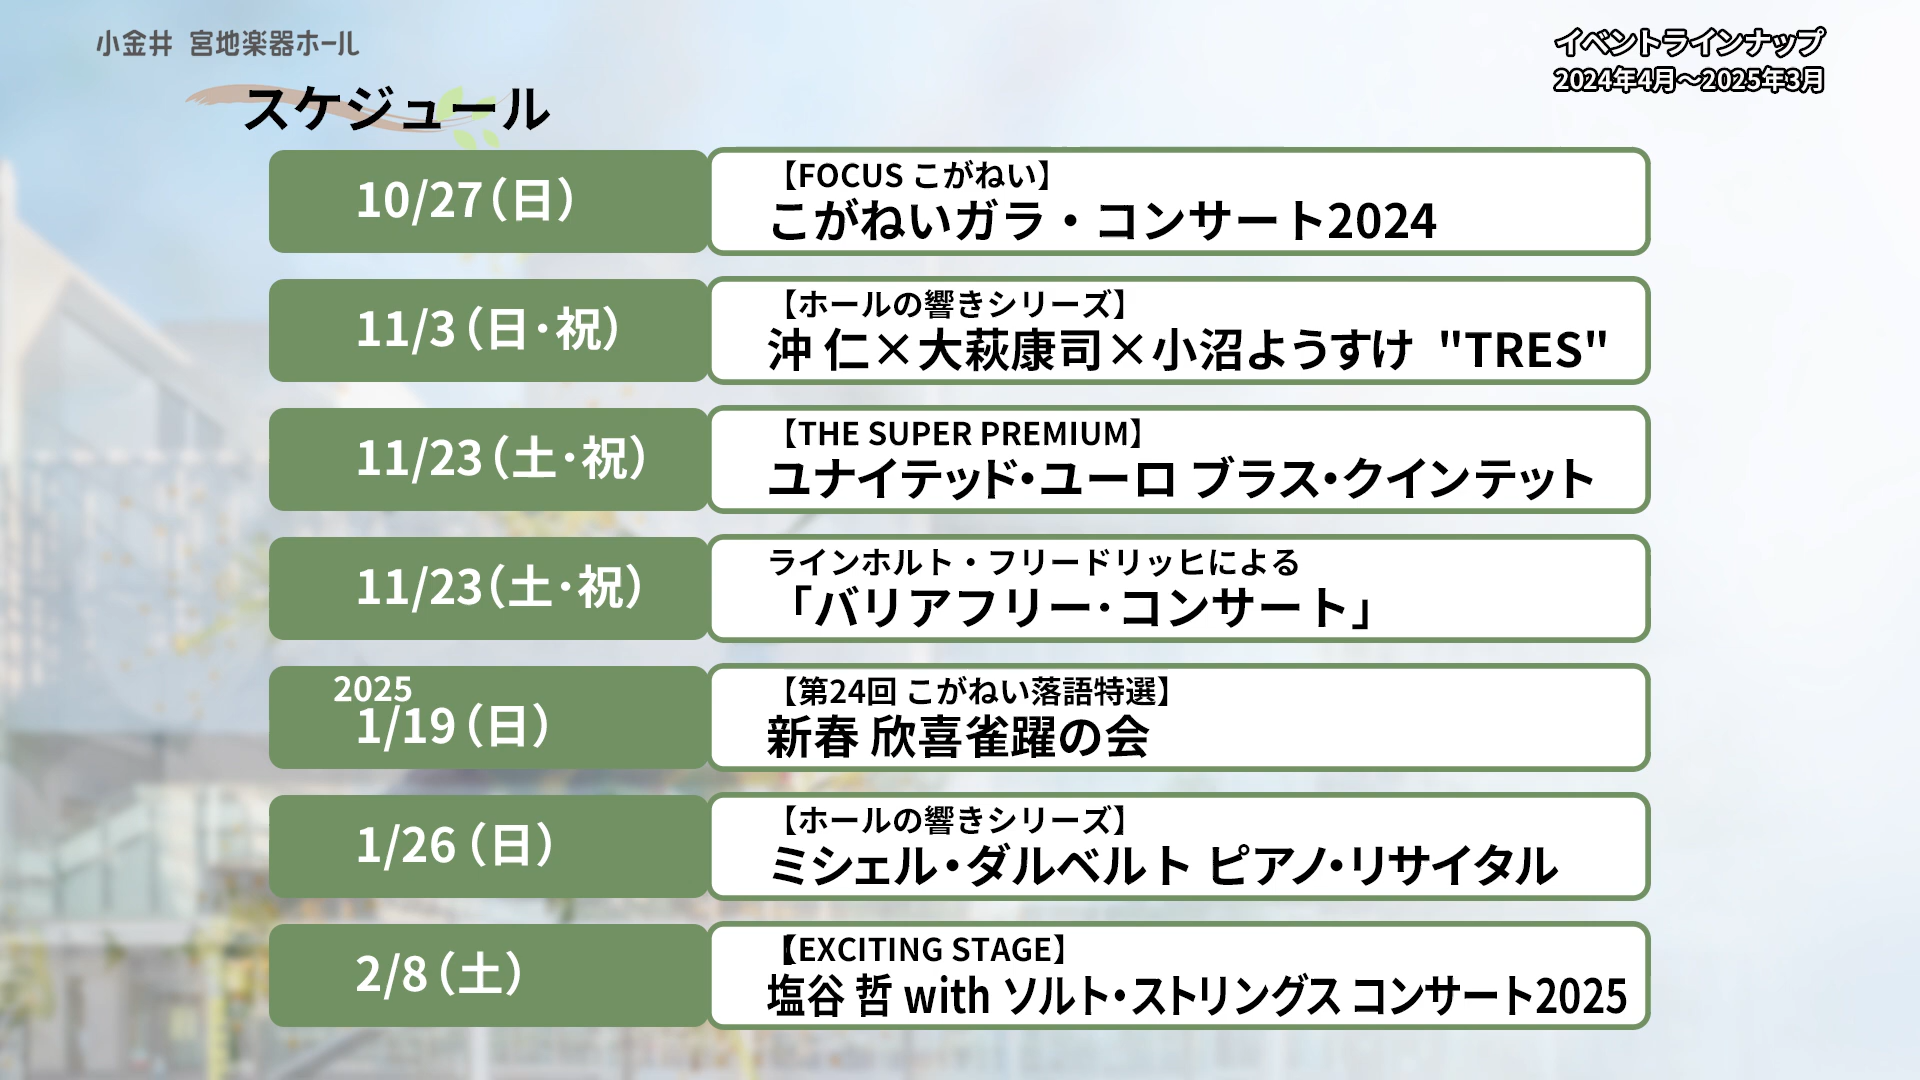 小金井 宮地楽器ホール
イベントラインナップ
2024年4月～2025年3月
スケジュール
10/27（日）
【FOCUS こがねい】
こがねいガラ・コンサート2024
11/3（日・祝）
【ホールの響きシリーズ】
沖 仁×大萩康司×小沼ようすけ "TRES"
11/23（土・祝）
【THE SUPER PREMIUM】
ユナイテッド・ユーロ ブラス・クインテット
11/23（土・祝）
ラインホルト・フリードリッヒによる
「バリアフリー・コンサート」
2025
1/19（日）
【第24回 こがねい落語特選】
新春 欣喜雀躍の会
1/26（日）
【ホールの響きシリーズ】
ミシェル・ダルベルト ピアノ・リサイタル
2/8（土）
【EXCITING STAGE】
塩谷 哲 with ソルト・ストリングス コンサート2025